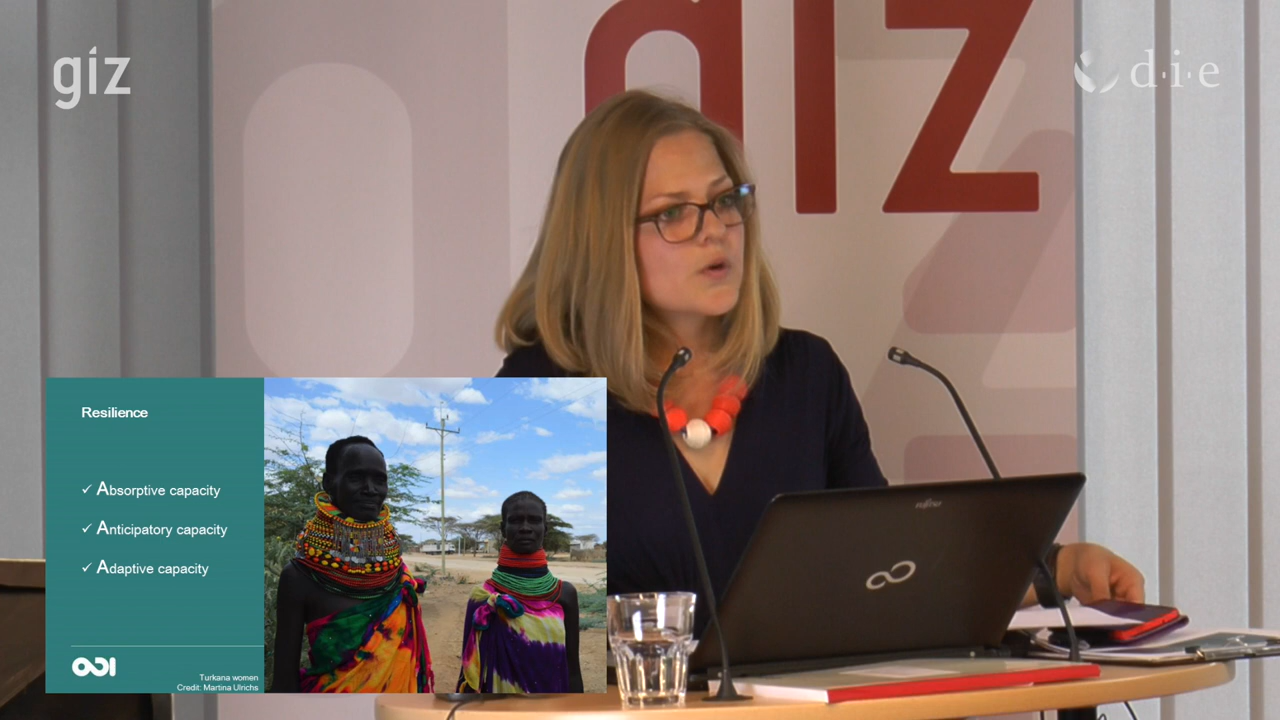 giz
d·i·e
giz
Resilience
✓ Absorptive capacity
✓ Anticipatory capacity
✓ Adaptive capacity
ODI
Turkana women
Credit: Martina Ulrichs
FUJITSU